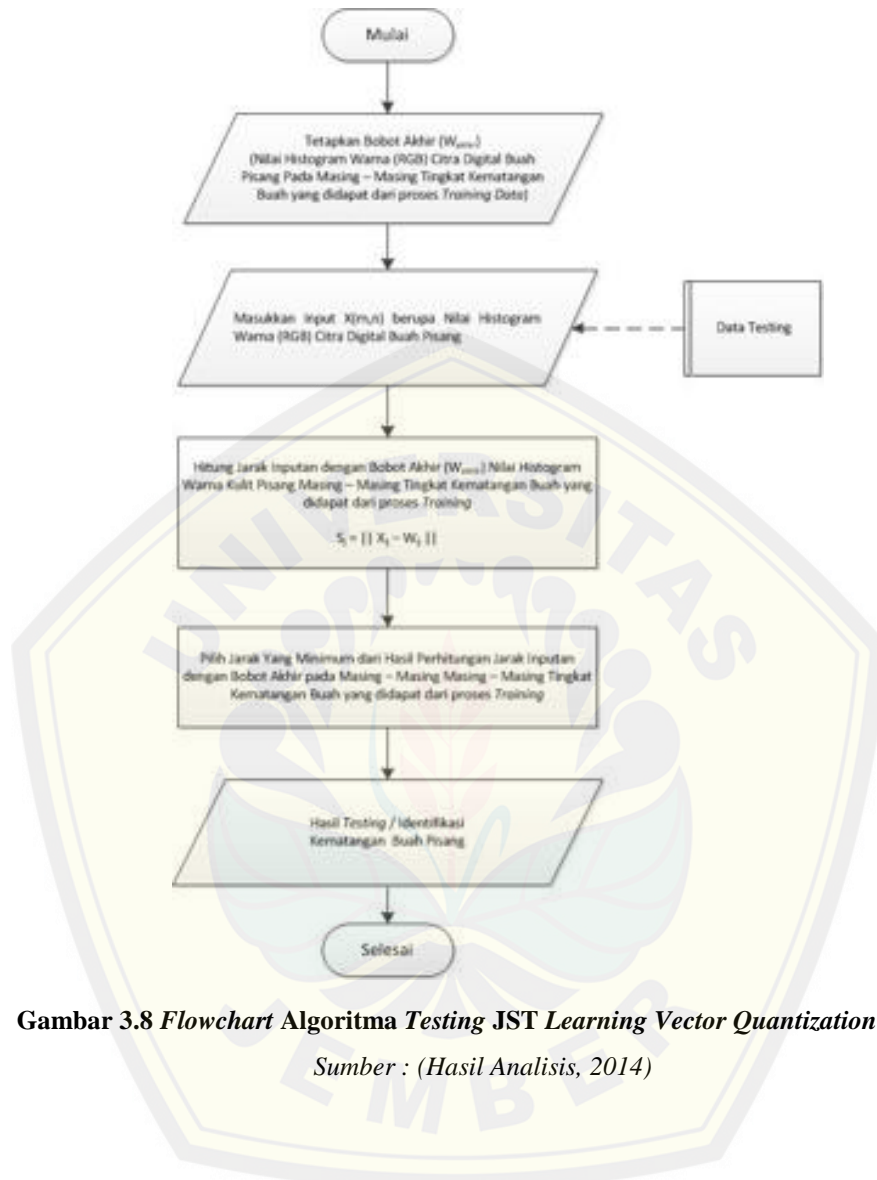 Mulai
Tetapkan Bobot Akhir (W
(Nilai Histogram Warna (RGB) Citra Digital Buah
Pisang Pada Masing – Masing Tingkat Kematangan
Buah yang didapat dari proses Training Data)
Masukkan Input X(m,n) berupa Nilai Histogram
Warna (RGB) Citra Digital Buah Pisang
Data Testing
Hitung Jarak Inputan dengan Bobot Akhir (W Nilai Histogram
Warna Kulit Pisang Masing – Masing Tingkat Kematangan Buah yang
didapat dari proses Training
= || – ||
Pilih Jarak Yang Minimum dari Hasil Perhitungan Jarak Inputan
dengan Bobot Akhir pada Masing – Masing Masing – Masing Tingkat
Kematangan Buah yang didapat dari proses Training
Hasil Testing / Identifikasi
Kematangan Buah Pisang
Selesai
UNIVERSITAS
JEMBER
Gambar 3.8 Flowchart Algoritma Testing JST Learning Vector Quantization
Sumber : (Hasil Analisis, 2014)